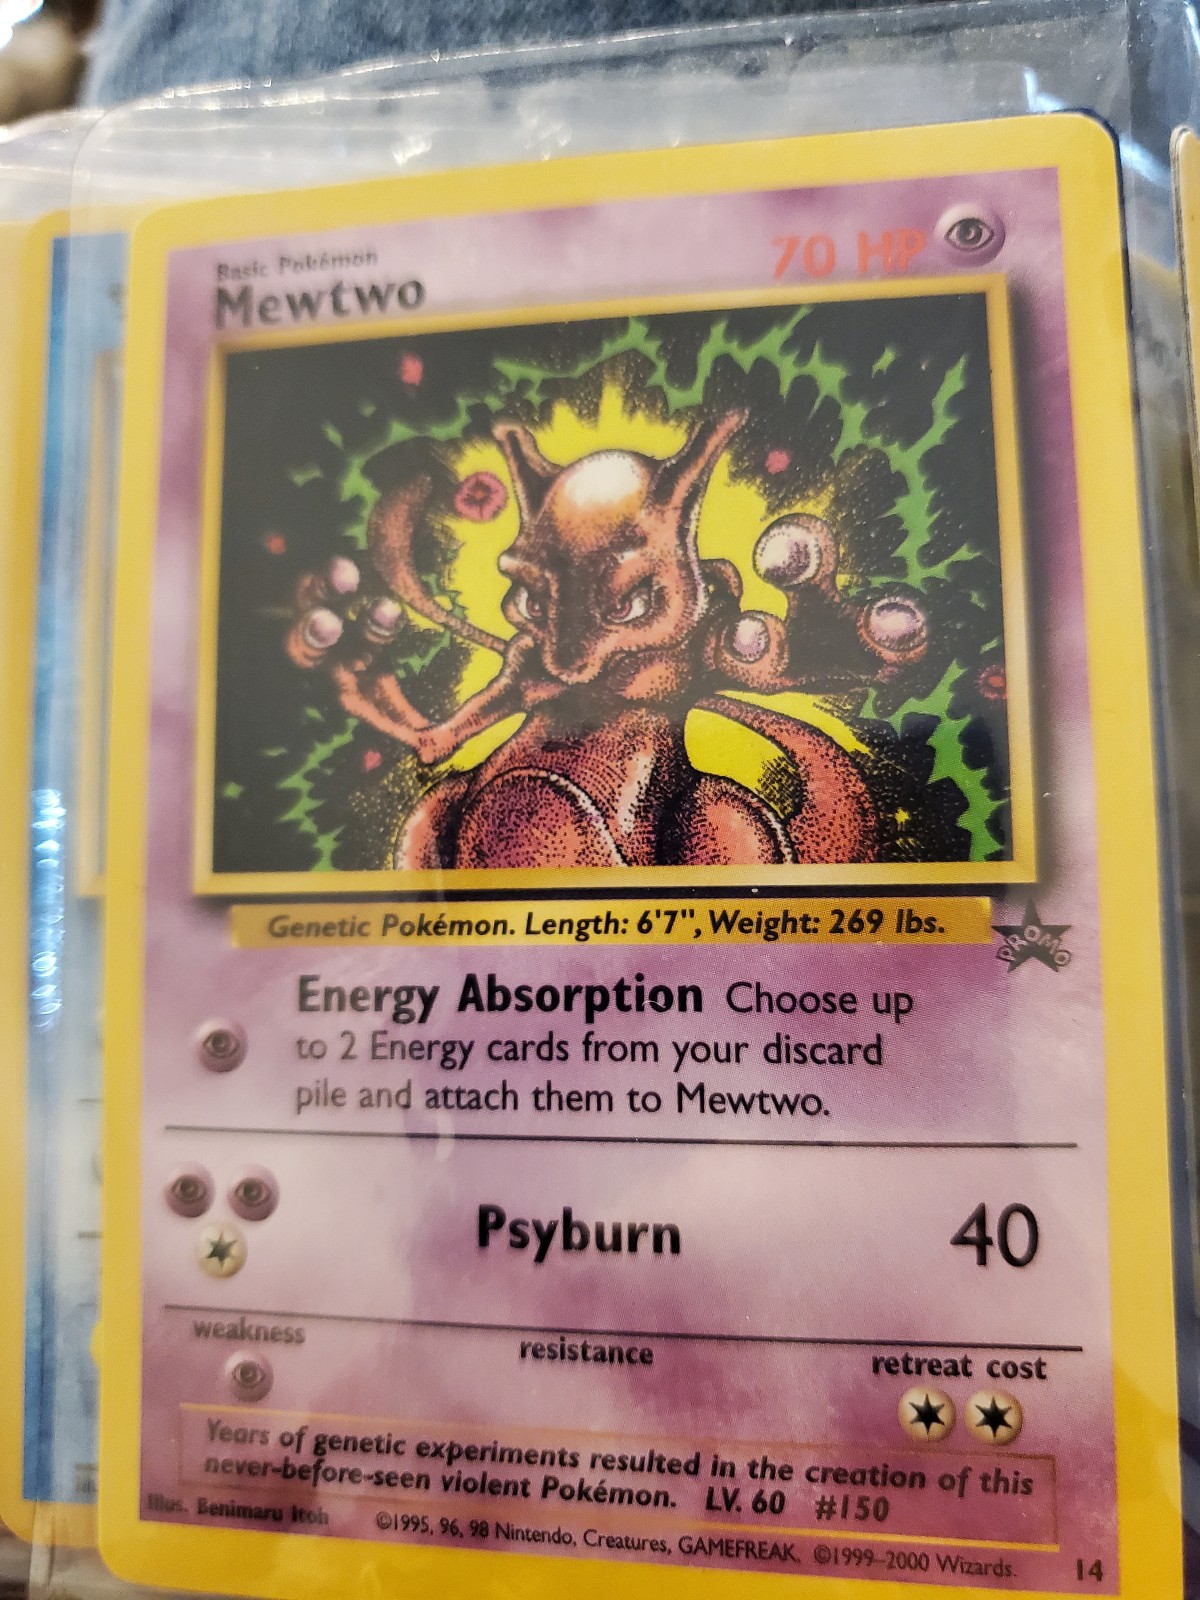 Basic Pokémon
Mewtwo
70 HP
Genetic Pokémon. Length: 6'7", Weight: 269 lbs.
PROMO
Energy Absorption Choose up
to 2 Energy cards from your discard
pile and attach them to Mewtwo.
Psyburn 40
weakness
resistance
retreat cost
Years of genetic experiments resulted in the creation of this
never-before-seen violent Pokémon. LV. 60 #150
Illus. Benimaru Itoh
©1995, 96, 98 Nintendo, Creatures, GAMEFREAK. ©1999-2000 Wizards.
14